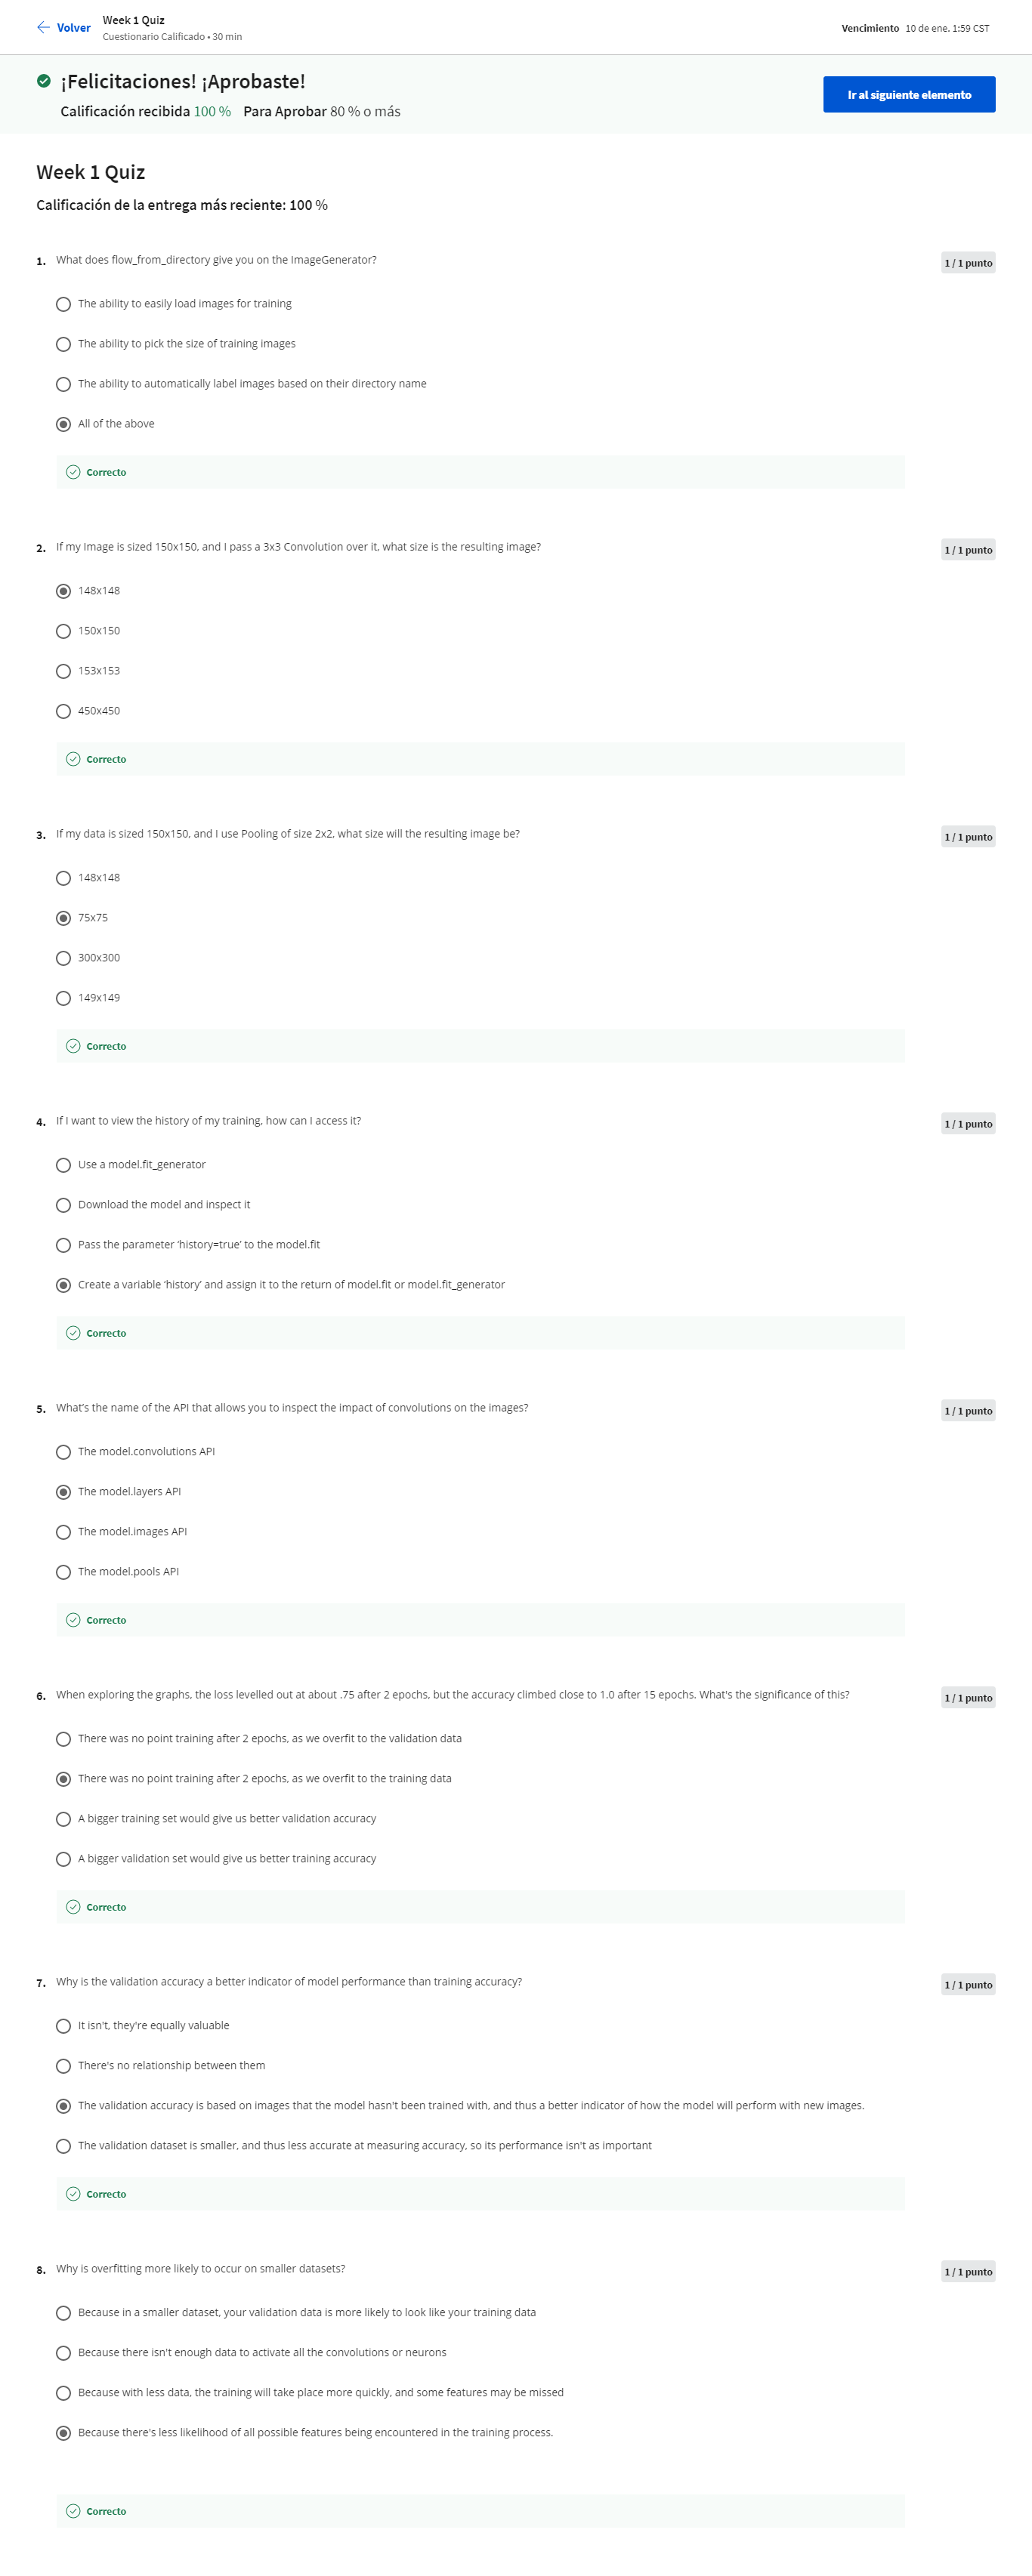 Volver
Week 1 Quiz
Cuestionario Calificado • 30 min
Vencimiento 10 de ene. 1:59 CST
¡Felicitaciones! ¡Aprobaste!
Calificación recibida 100 % Para Aprobar 80 % o más
Ir al siguiente elemento
Week 1 Quiz
Calificación de la entrega más reciente: 100 %
1. What does flow_from_directory give you on the ImageGenerator?
1 / 1 punto
The ability to easily load images for training
The ability to pick the size of training images
The ability to automatically label images based on their directory name
All of the above
Correcto
2. If my Image is sized 150x150, and I pass a 3x3 Convolution over it, what size is the resulting image?
1 / 1 punto
148x148
150x150
153x153
450x450
Correcto
3. If my data is sized 150x150, and I use Pooling of size 2x2, what size will the resulting image be?
1 / 1 punto
148x148
75x75
300x300
149x149
Correcto
4. If I want to view the history of my training, how can I access it?
1 / 1 punto
Use a model.fit_generator
Download the model and inspect it
Pass the parameter ‘history=true’ to the model.fit
Create a variable ‘history’ and assign it to the return of model.fit or model.fit_generator
Correcto
5. What’s the name of the API that allows you to inspect the impact of convolutions on the images?
1 / 1 punto
The model.convolutions API
The model.layers API
The model.images API
The model.pools API
Correcto
6. When exploring the graphs, the loss levelled out at about .75 after 2 epochs, but the accuracy climbed close to 1.0 after 15 epochs. What's the significance of this?
1 / 1 punto
There was no point training after 2 epochs, as we overfit to the validation data
There was no point training after 2 epochs, as we overfit to the training data
A bigger training set would give us better validation accuracy
A bigger validation set would give us better training accuracy
Correcto
7. Why is the validation accuracy a better indicator of model performance than training accuracy?
1 / 1 punto
It isn't, they're equally valuable
There's no relationship between them
The validation accuracy is based on images that the model hasn't been trained with, and thus a better indicator of how the model will perform with new images.
The validation dataset is smaller, and thus less accurate at measuring accuracy, so its performance isn't as important
Correcto
8. Why is overfitting more likely to occur on smaller datasets?
1 / 1 punto
Because in a smaller dataset, your validation data is more likely to look like your training data
Because there isn't enough data to activate all the convolutions or neurons
Because with less data, the training will take place more quickly, and some features may be missed
Because there's less likelihood of all possible features being encountered in the training process.
Correcto